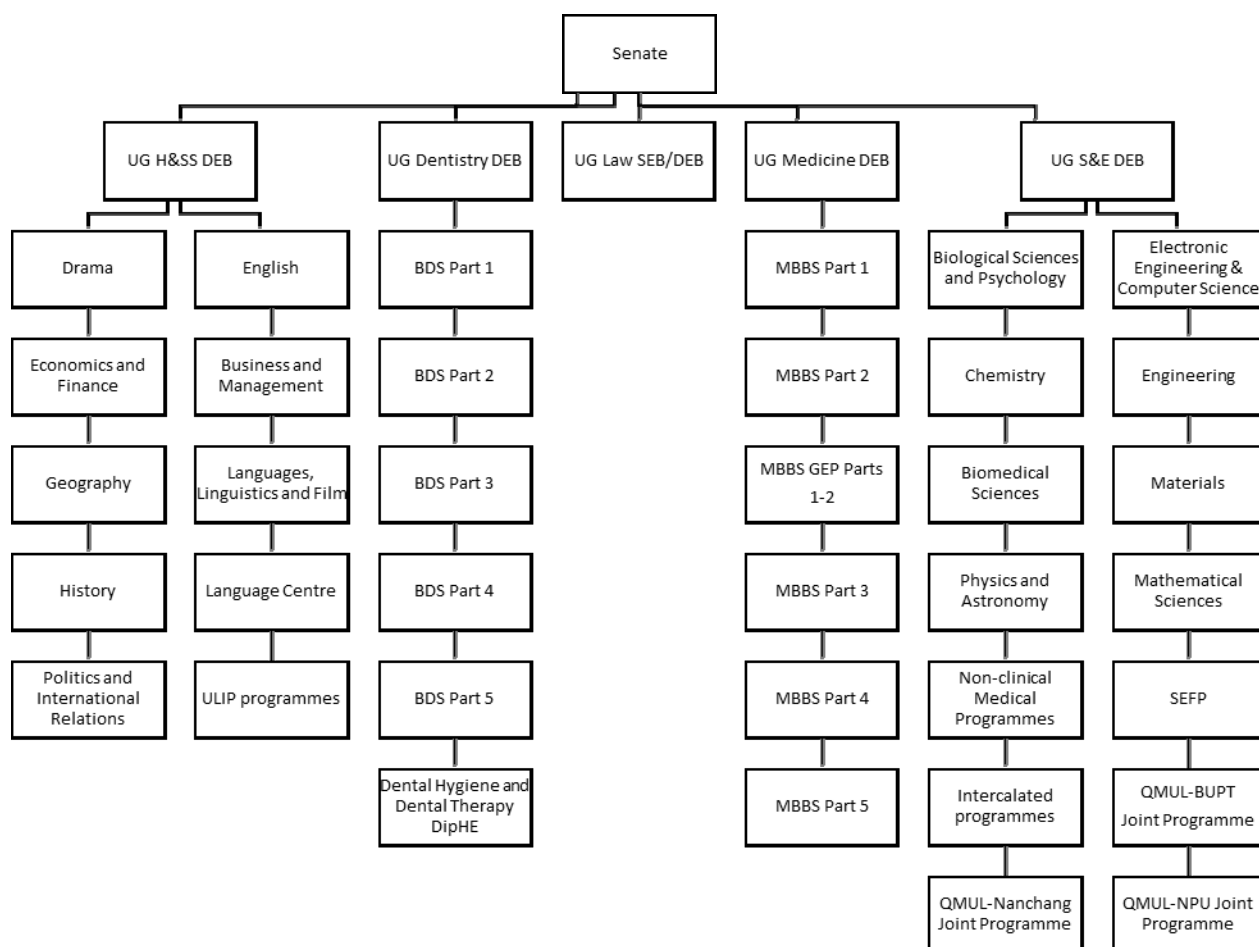 Senate
UG H&SS DEB
UG Dentistry DEB
UG Law SEB/DEB
UG Medicine DEB
UG S&E DEB
Drama
Economics and
Finance
Geography
History
Politics and
International
Relations
English
Business and
Management
Languages,
Linguistics and Film
Language Centre
ULIP programmes
BDS Part 1
BDS Part 2
BDS Part 3
BDS Part 4
BDS Part 5
Dental Hygiene and
Dental Therapy
DipHE
MBBS Part 1
MBBS Part 2
MBBS GEP Parts
1-2
MBBS Part 3
MBBS Part 4
MBBS Part 5
Biological Sciences
and Psychology
Chemistry
Biomedical
Sciences
Physics and
Astronomy
Non-clinical
Medical
Programmes
Intercalated
programmes
QMUL-Nanchang
Joint Programme
Electronic
Engineering &
Computer Science
Engineering
Materials
Mathematical
Sciences
SEFP
QMUL-BUPT
Joint Programme
QMUL-NPU Joint
Programme